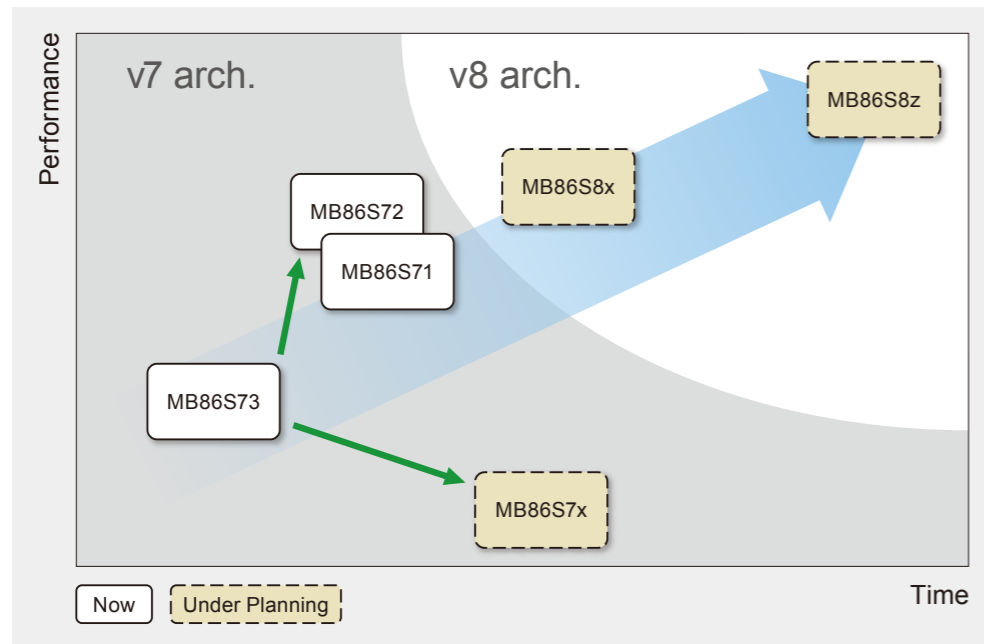 Performance
v7 arch.
v8 arch.
MB86S8z
MB86S8x
MB86S72
MB86S71
MB86S73
MB86S7x
Now
Under Planning
Time